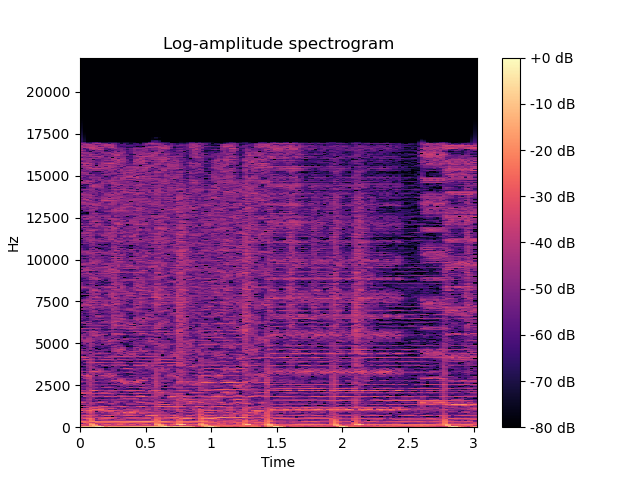 Log-amplitude spectrogram
20000
17500
15000
12500
10000
7500
5000
2500
0
Hz
0 0.5 1 1.5 2 2.5 3
Time
+0 dB
-10 dB
-20 dB
-30 dB
-40 dB
-50 dB
-60 dB
-70 dB
-80 dB